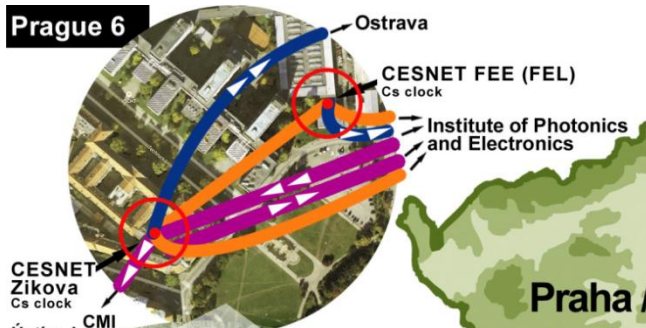 Prague 6
Ostrava
CESNET FEE (FEL)
Cs clock
Institute of Photonics
and Electronics
CESNET
Zikova
Cs clock
CMI
Praha